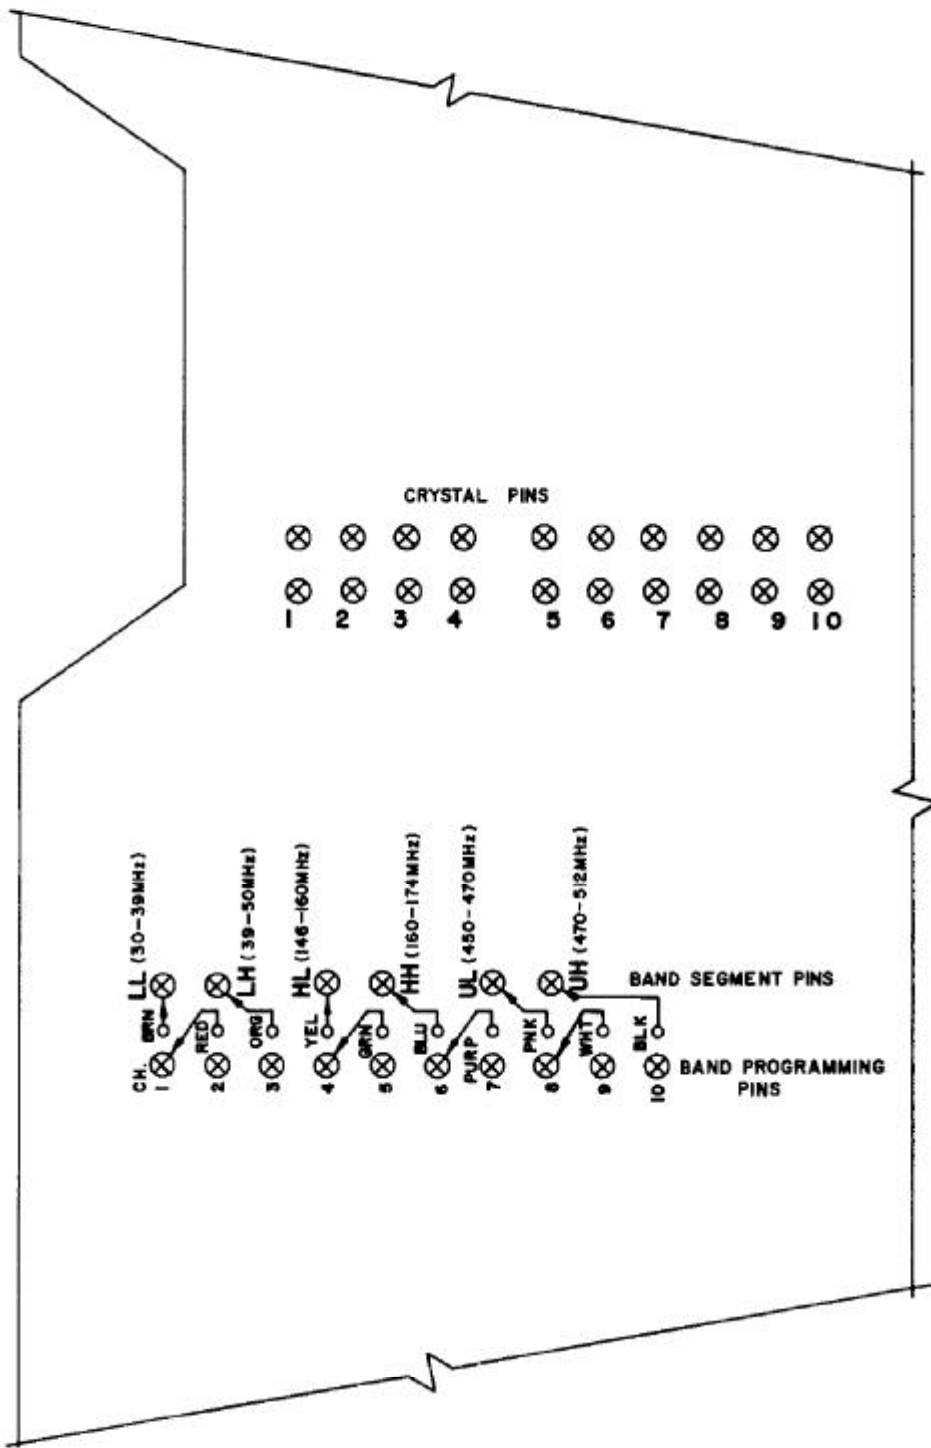 CRYSTAL PINS
1 2 3 4 5 6 7 8 9 10
LL (30-39MHz)
LH (39-50MHz)
HL (146-160MHz)
HH (160-174MHz)
UL (450-470MHz)
UH (470-512MHz)
BAND SEGMENT PINS
BRN
RED
ORG
YEL
GRN
BLU
PURP
PNK
WHT
BLK
CH.
1 2 3 4 5 6 7 8 9 10
BAND PROGRAMMING
PINS